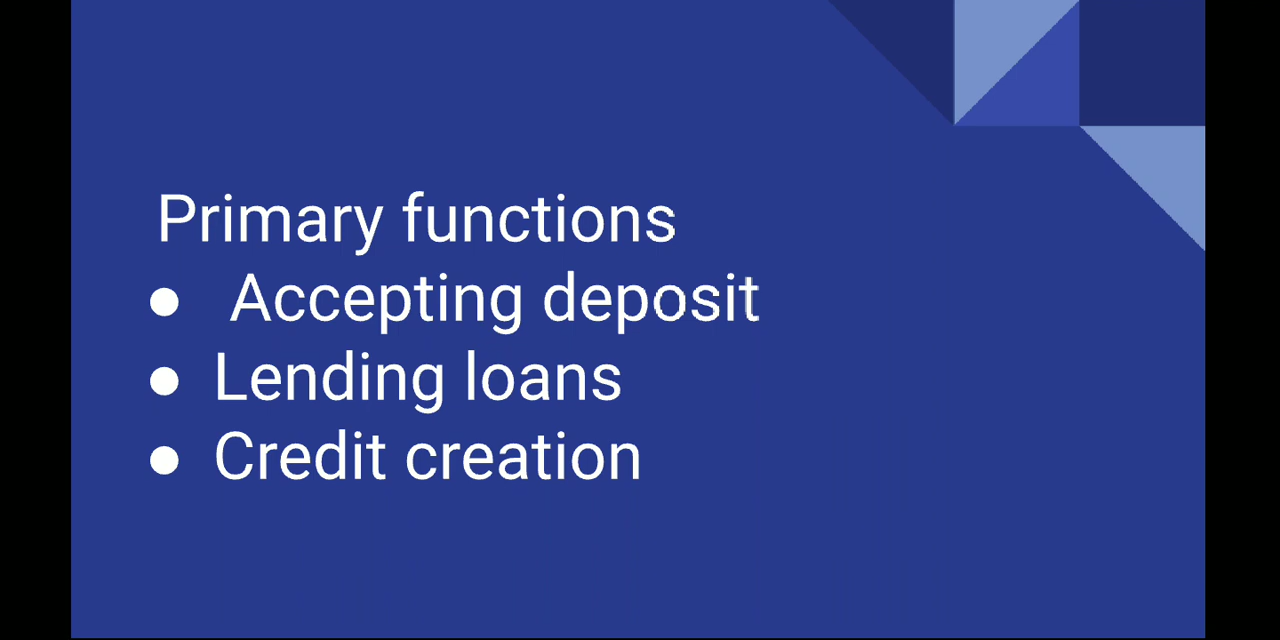 Primary functions
● Accepting deposit
● Lending loans
● Credit creation